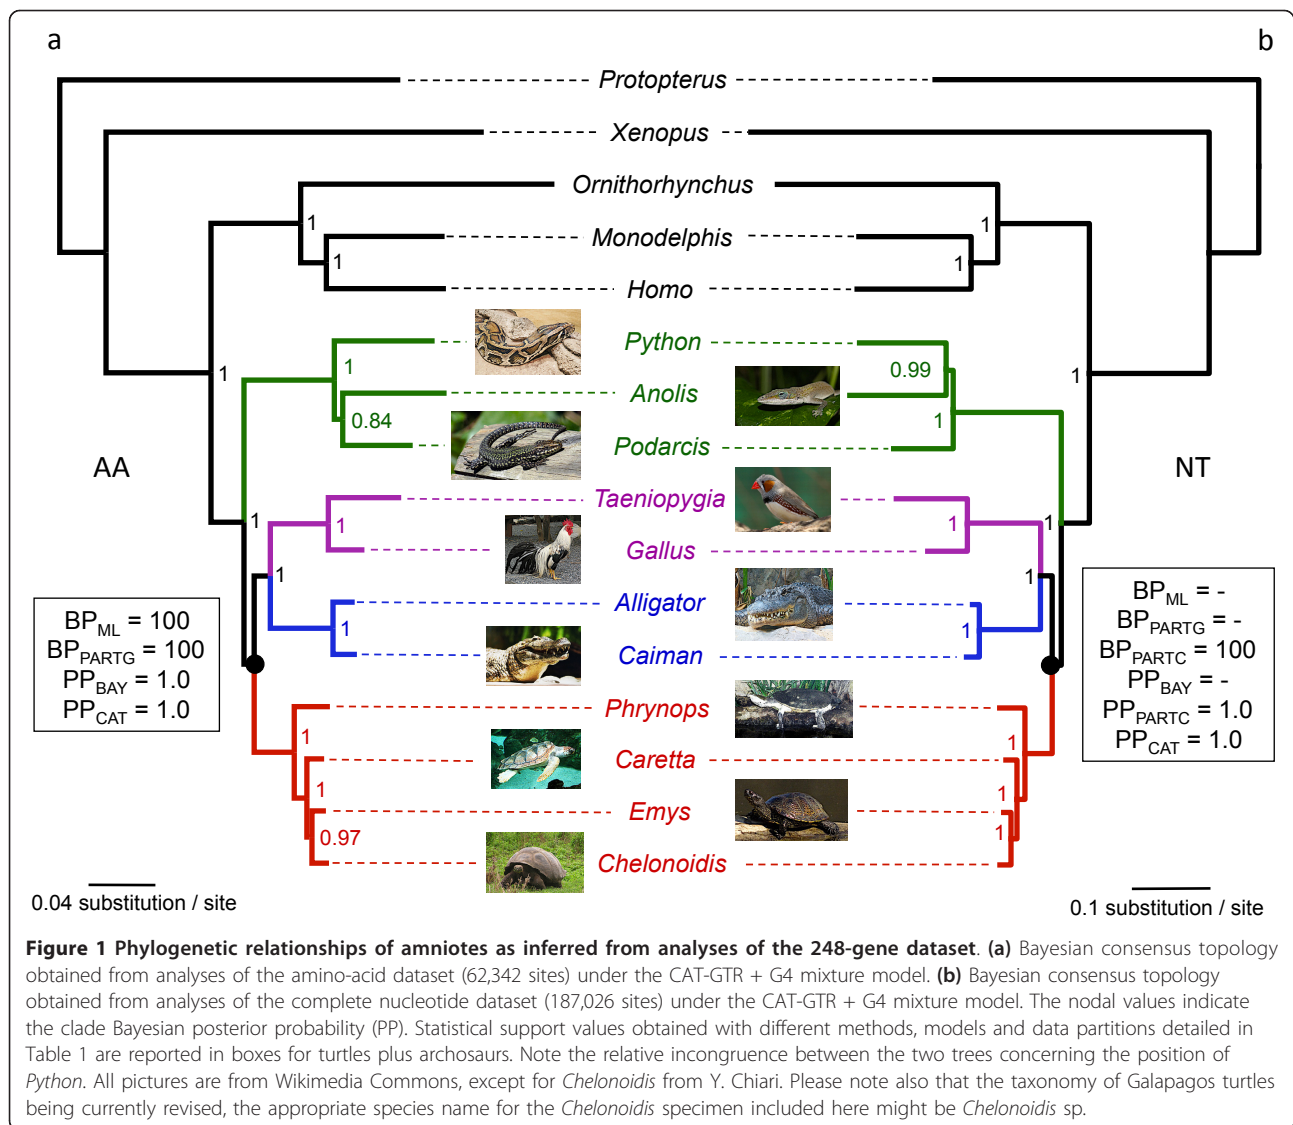 a
b
Protopterus
Xenopus
Ornithorhynchus
1
1
Monodelphis
1
1
Homo
Python
1
0.99
1
1
Anolis
0.84
1
Podarcis
AA
NT
Taeniopygia
1
1
1
1
Gallus
1
1
BP_ML = 100
BP_PARTG = 100
PP_BAY = 1.0
PP_CAT = 1.0
Alligator
1
1
Caiman
BP_ML = -
BP_PARTG = -
BP_PARTC = 100
PP_BAY = -
PP_PARTC = 1.0
PP_CAT = 1.0
Phrynops
1
1
Caretta
1
1
Emys
0.97
1
Chelonoidis
0.04 substitution / site
0.1 substitution / site
Figure 1 Phylogenetic relationships of amniotes as inferred from analyses of the 248-gene dataset. (a) Bayesian consensus topology
obtained from analyses of the amino-acid dataset (62,342 sites) under the CAT-GTR + G4 mixture model. (b) Bayesian consensus topology
obtained from analyses of the complete nucleotide dataset (187,026 sites) under the CAT-GTR + G4 mixture model. The nodal values indicate
the clade Bayesian posterior probability (PP). Statistical support values obtained with different methods, models and data partitions detailed in
Table 1 are reported in boxes for turtles plus archosaurs. Note the relative incongruence between the two trees concerning the position of
Python. All pictures are from Wikimedia Commons, except for Chelonoidis from Y. Chiari. Please note also that the taxonomy of Galapagos turtles
being currently revised, the appropriate species name for the Chelonoidis specimen included here might be Chelonoidis sp.